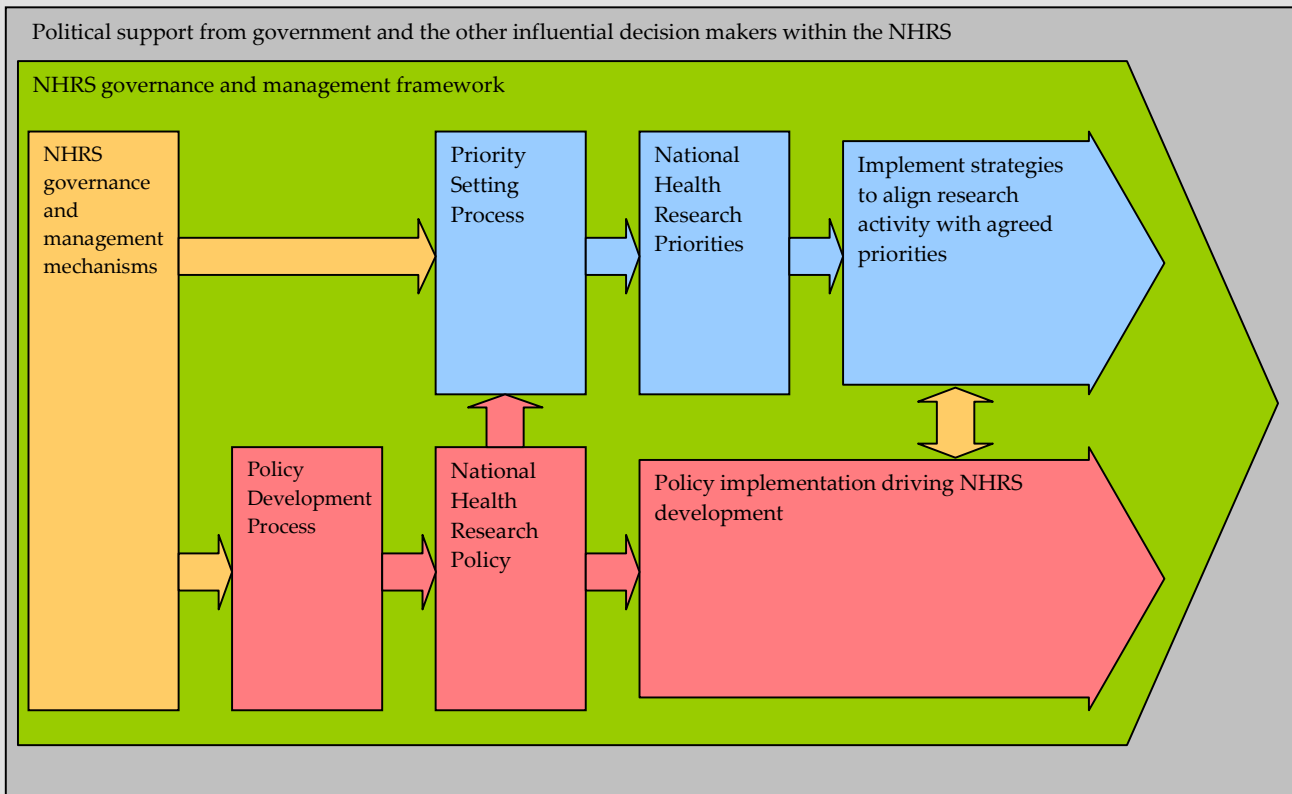 Political support from government and the other influential decision makers within the NHRS
NHRS governance and management framework
NHRS
governance
and
management
mechanisms
Priority
Setting
Process
National
Health
Research
Priorities
Implement strategies
to align research
activity with agreed
priorities
Policy
Development
Process
National
Health
Research
Policy
Policy implementation driving NHRS
development